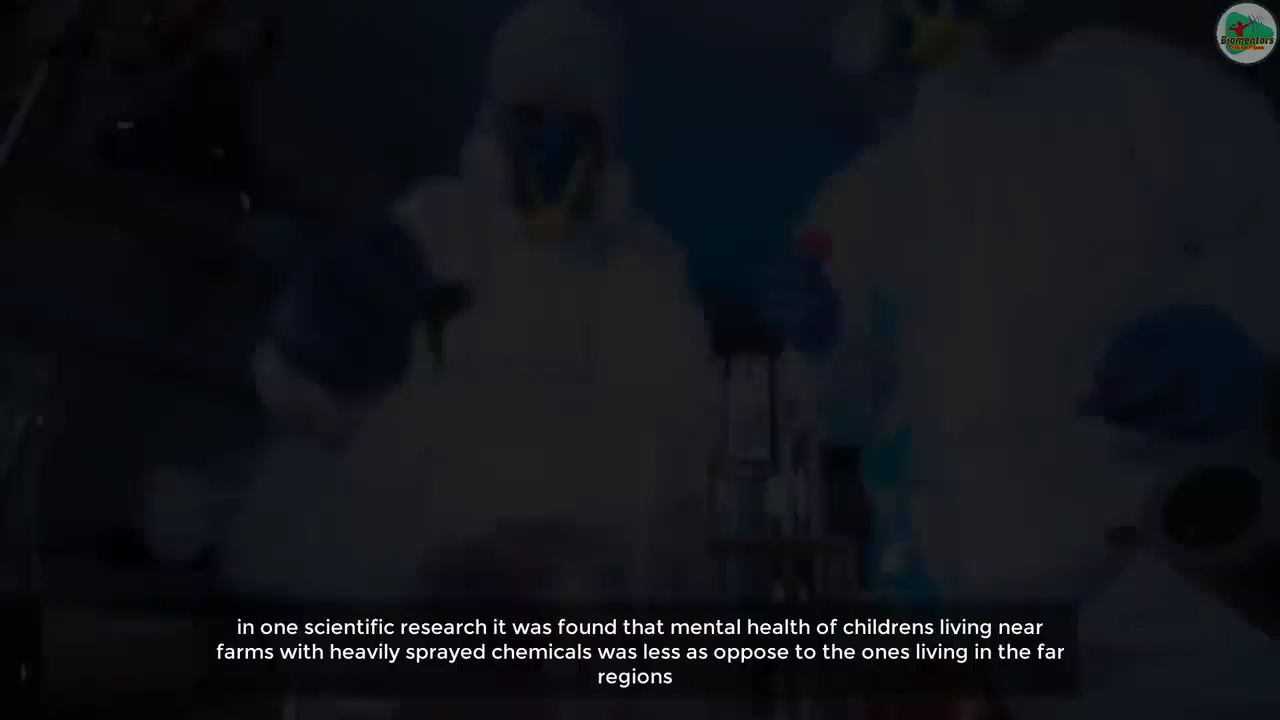 Biomentors
in one scientific research it was found that mental health of childrens living near
farms with heavily sprayed chemicals was less as oppose to the ones living in the far
regions